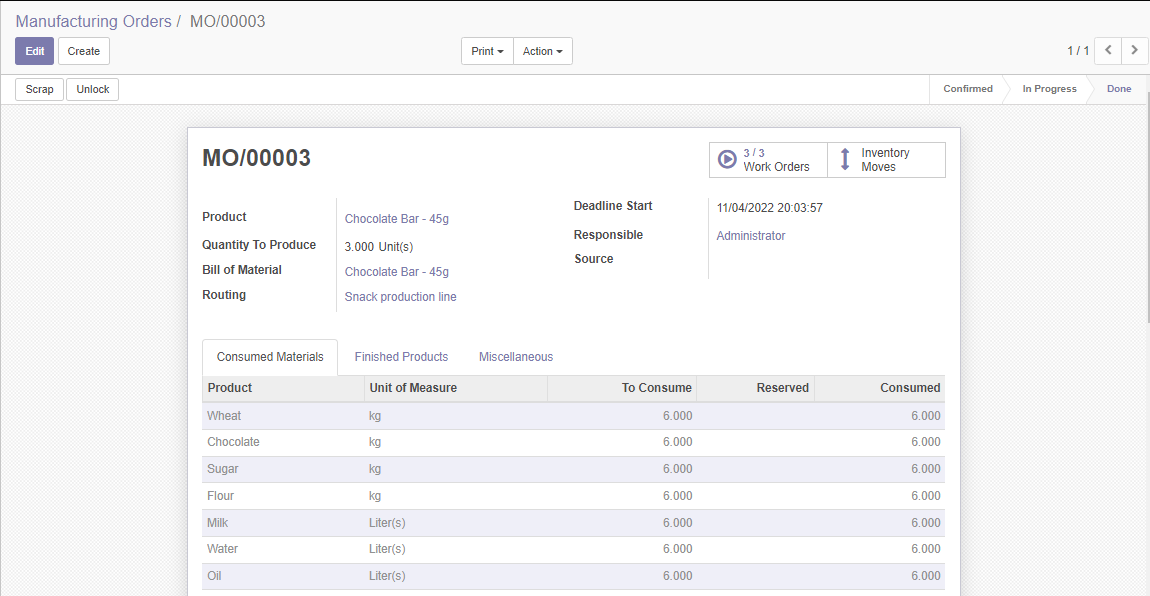 Manufacturing Orders / MO/00003
Edit Create Print Action 1 / 1
Scrap Unlock Confirmed In Progress Done
MO/00003
3 / 3
Work Orders
Inventory
Moves
Product Chocolate Bar - 45g
Quantity To Produce 3.000 Unit(s)
Bill of Material Chocolate Bar - 45g
Routing Snack production line
Deadline Start 11/04/2022 20:03:57
Responsible Administrator
Source
Consumed Materials Finished Products Miscellaneous
Product Unit of Measure To Consume Reserved Consumed
Wheat kg 6.000 6.000
Chocolate kg 6.000 6.000
Sugar kg 6.000 6.000
Flour kg 6.000 6.000
Milk Liter(s) 6.000 6.000
Water Liter(s) 6.000 6.000
Oil Liter(s) 6.000 6.000